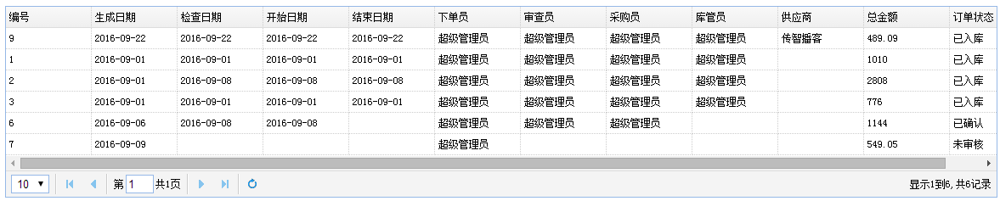 编号 生成日期 检查日期 开始日期 结束日期 下单员 审查员 采购员 库管员 供应商 总金额 订单状态
9 2016-09-22 2016-09-22 2016-09-22 2016-09-22 超级管理员 超级管理员 超级管理员 超级管理员 传智播客 489.09 已入库
1 2016-09-01 2016-09-01 2016-09-01 2016-09-01 超级管理员 超级管理员 超级管理员 超级管理员 1010 已入库
2 2016-09-01 2016-09-08 2016-09-08 2016-09-08 超级管理员 超级管理员 超级管理员 超级管理员 2808 已入库
3 2016-09-01 2016-09-01 2016-09-01 2016-09-01 超级管理员 超级管理员 超级管理员 超级管理员 776 已入库
6 2016-09-06 2016-09-08 2016-09-08 超级管理员 超级管理员 超级管理员 1144 已确认
7 2016-09-09 超级管理员 549.05 未审核
10 第 1 共1页 显示1到6,共6记录